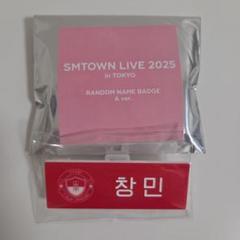 SMTOWN LIVE 2025
in TOKYO
RANDOM NAME BADGE
A ver.
창민